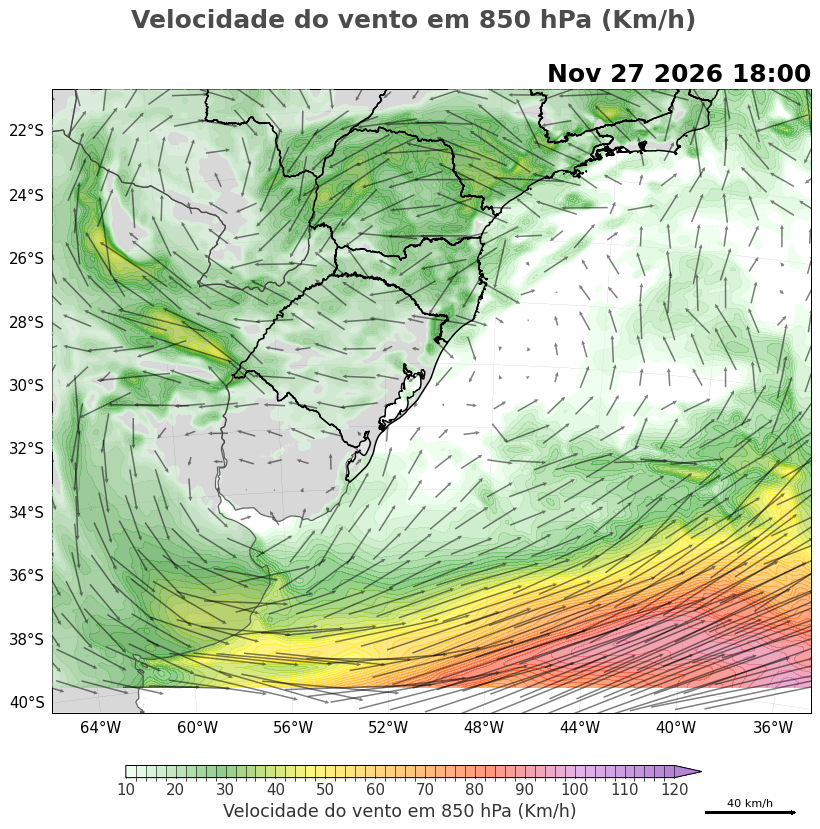 Velocidade do vento em 850 hPa (Km/h)
Nov 27 2026 18:00
22°S
24°S
26°S
28°S
30°S
32°S
34°S
36°S
38°S
40°S
64°W 60°W 56°W 52°W 48°W 44°W 40°W 36°W
10 20 30 40 50 60 70 80 90 100 110 120
Velocidade do vento em 850 hPa (Km/h)
40 km/h